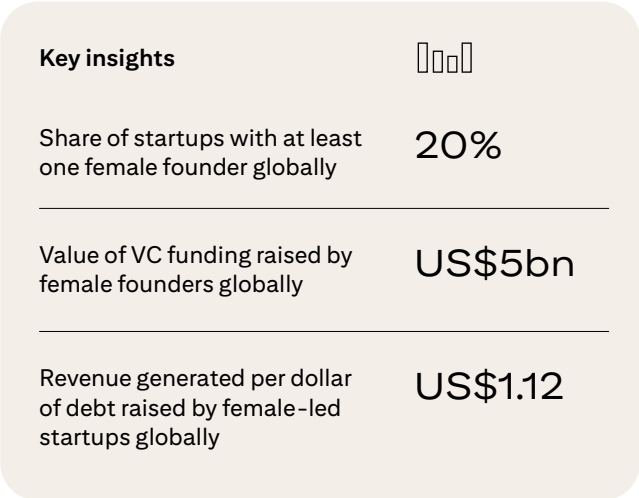 Key insights
Share of startups with at least
one female founder globally
20%
Value of VC funding raised by
female founders globally
US$5bn
Revenue generated per dollar
of debt raised by female-led
startups globally
US$1.12